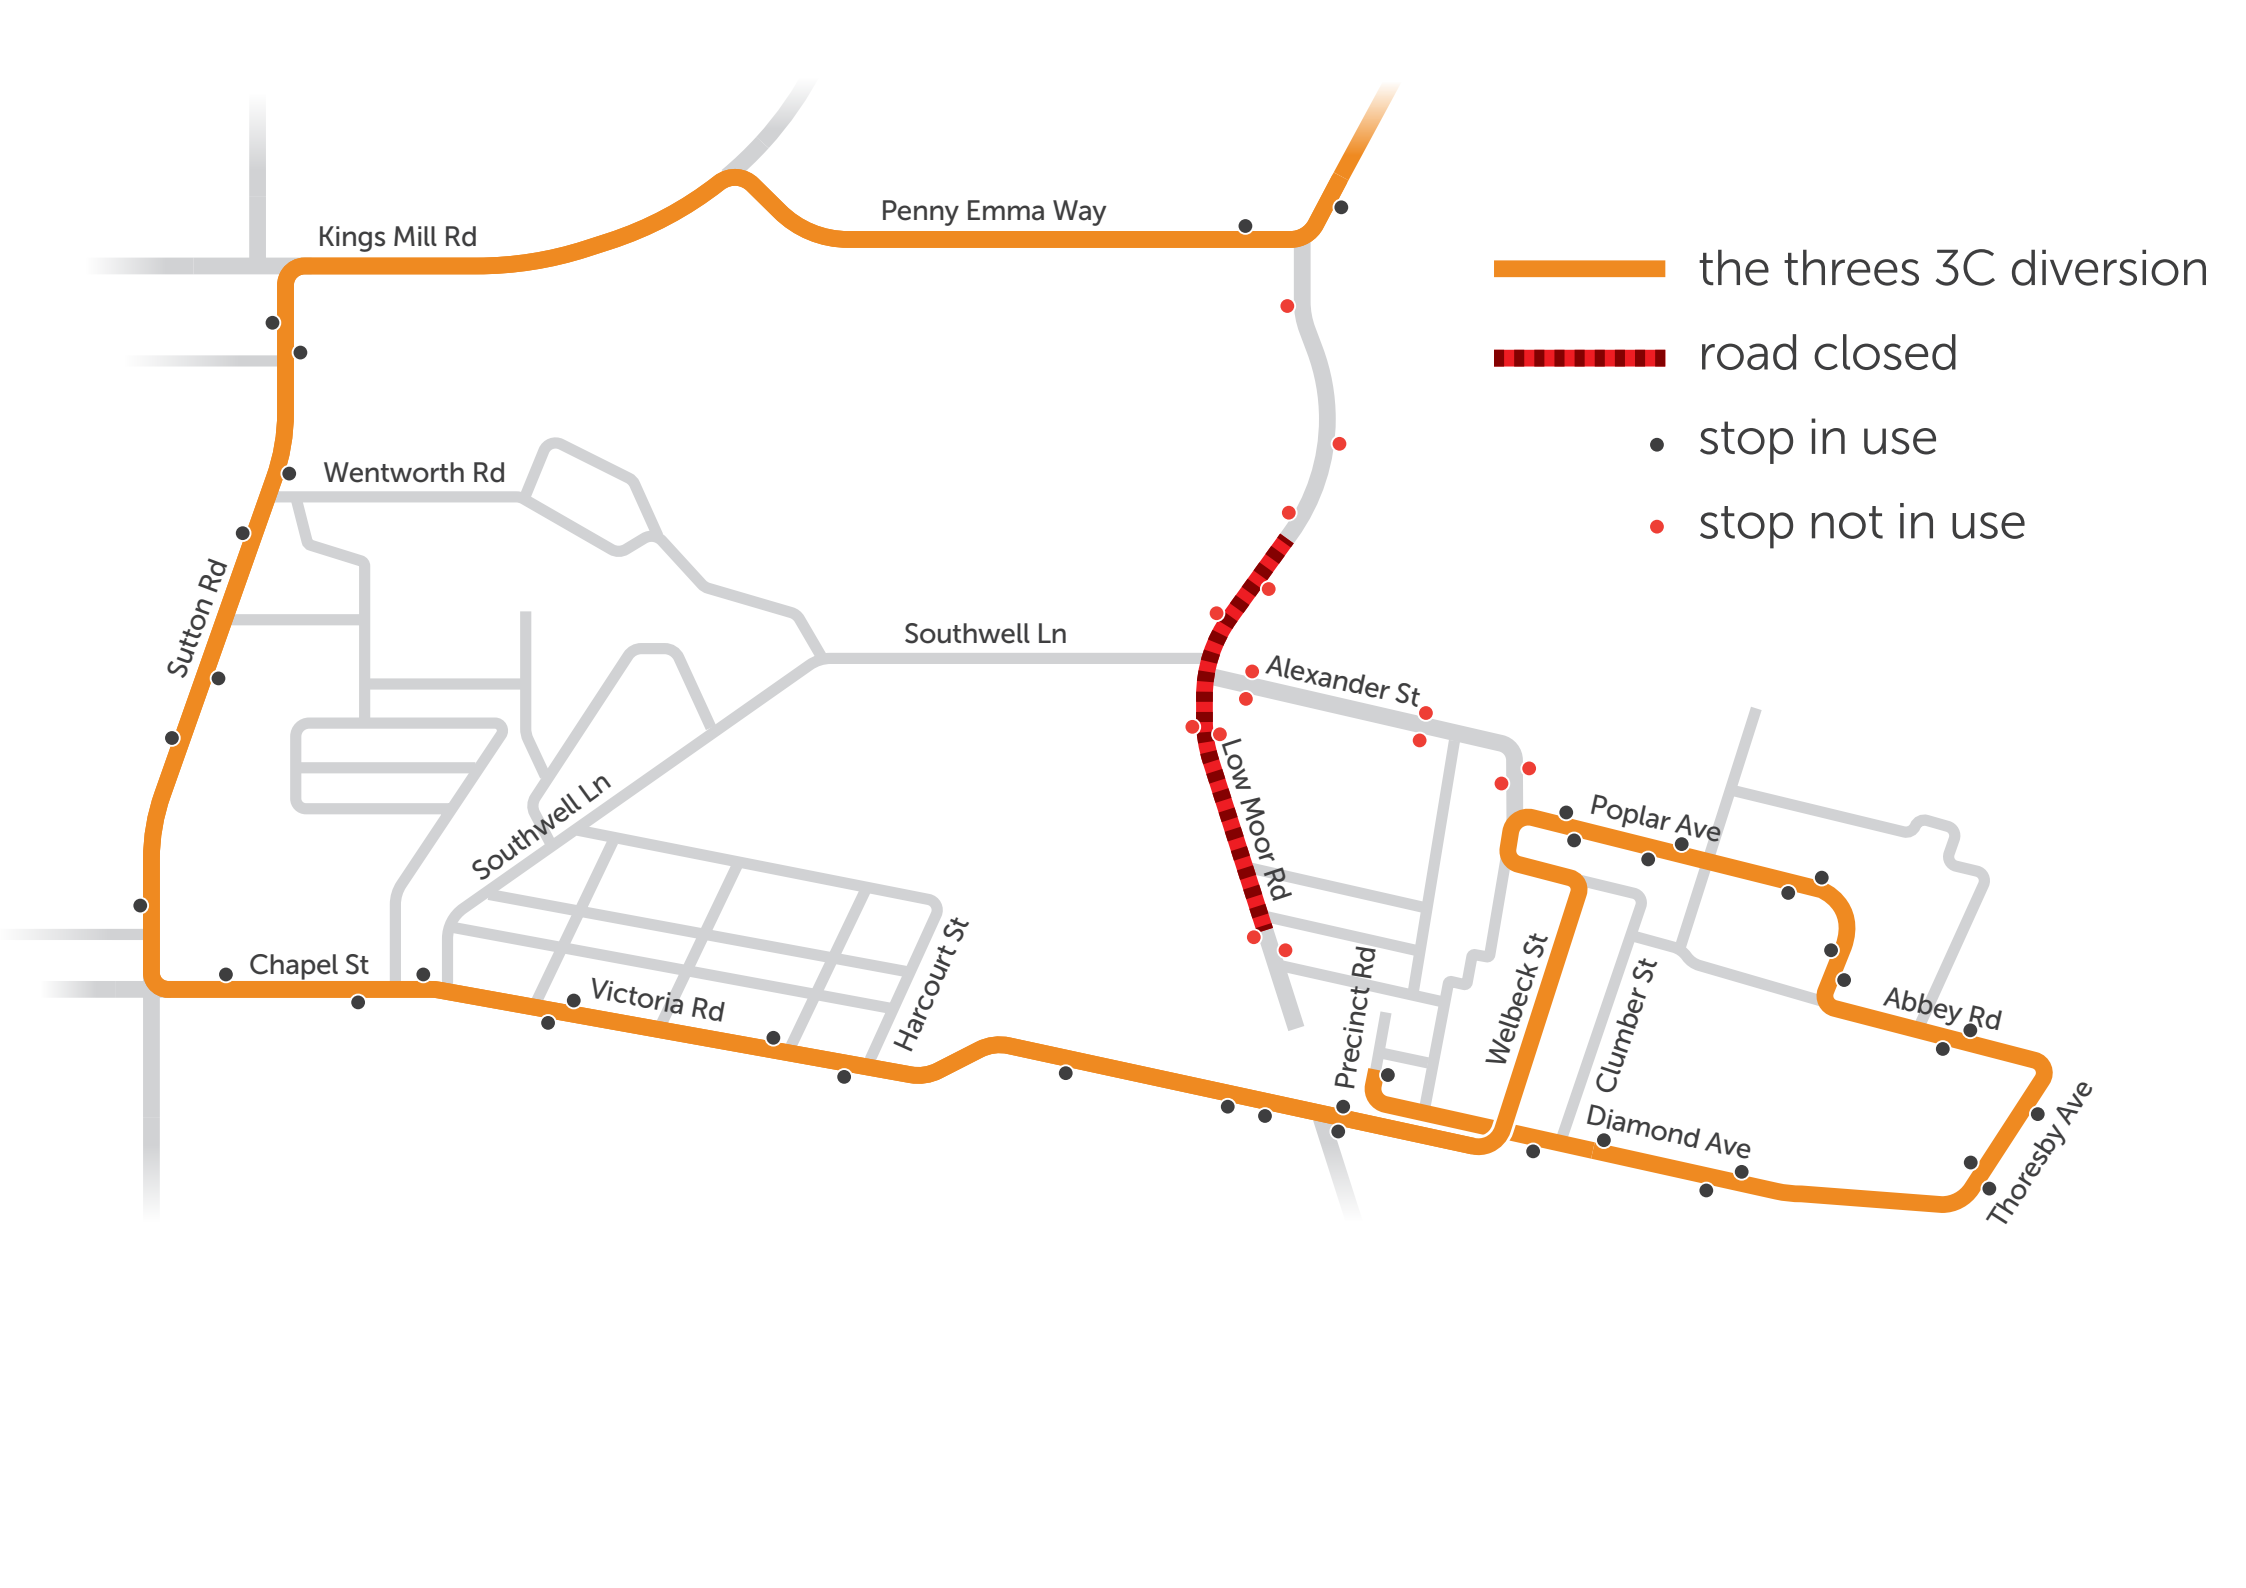 Penny Emma Way
Kings Mill Rd
the threes 3C diversion
road closed
stop in use
stop not in use
Wentworth Rd
Sutton Rd
Southwell Ln
Alexander St
Low Moor Rd
Southwell Ln
Poplar Ave
Chapel St
Victoria Rd
Harcourt St
Precinct Rd
Welbeck St
Clumber St
Abbey Rd
Diamond Ave
Thoresby Ave